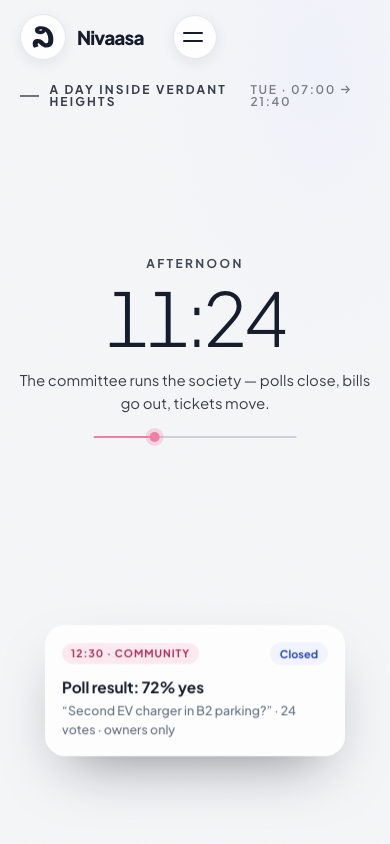 Nivaasa
A DAY INSIDE VERDANT
HEIGHTS
TUE · 07:00 →
21:40
AFTERNOON
11:24
The committee runs the society — polls close, bills
go out, tickets move.
12:30 · COMMUNITY
Closed
Poll result: 72% yes
“Second EV charger in B2 parking?” · 24
votes · owners only